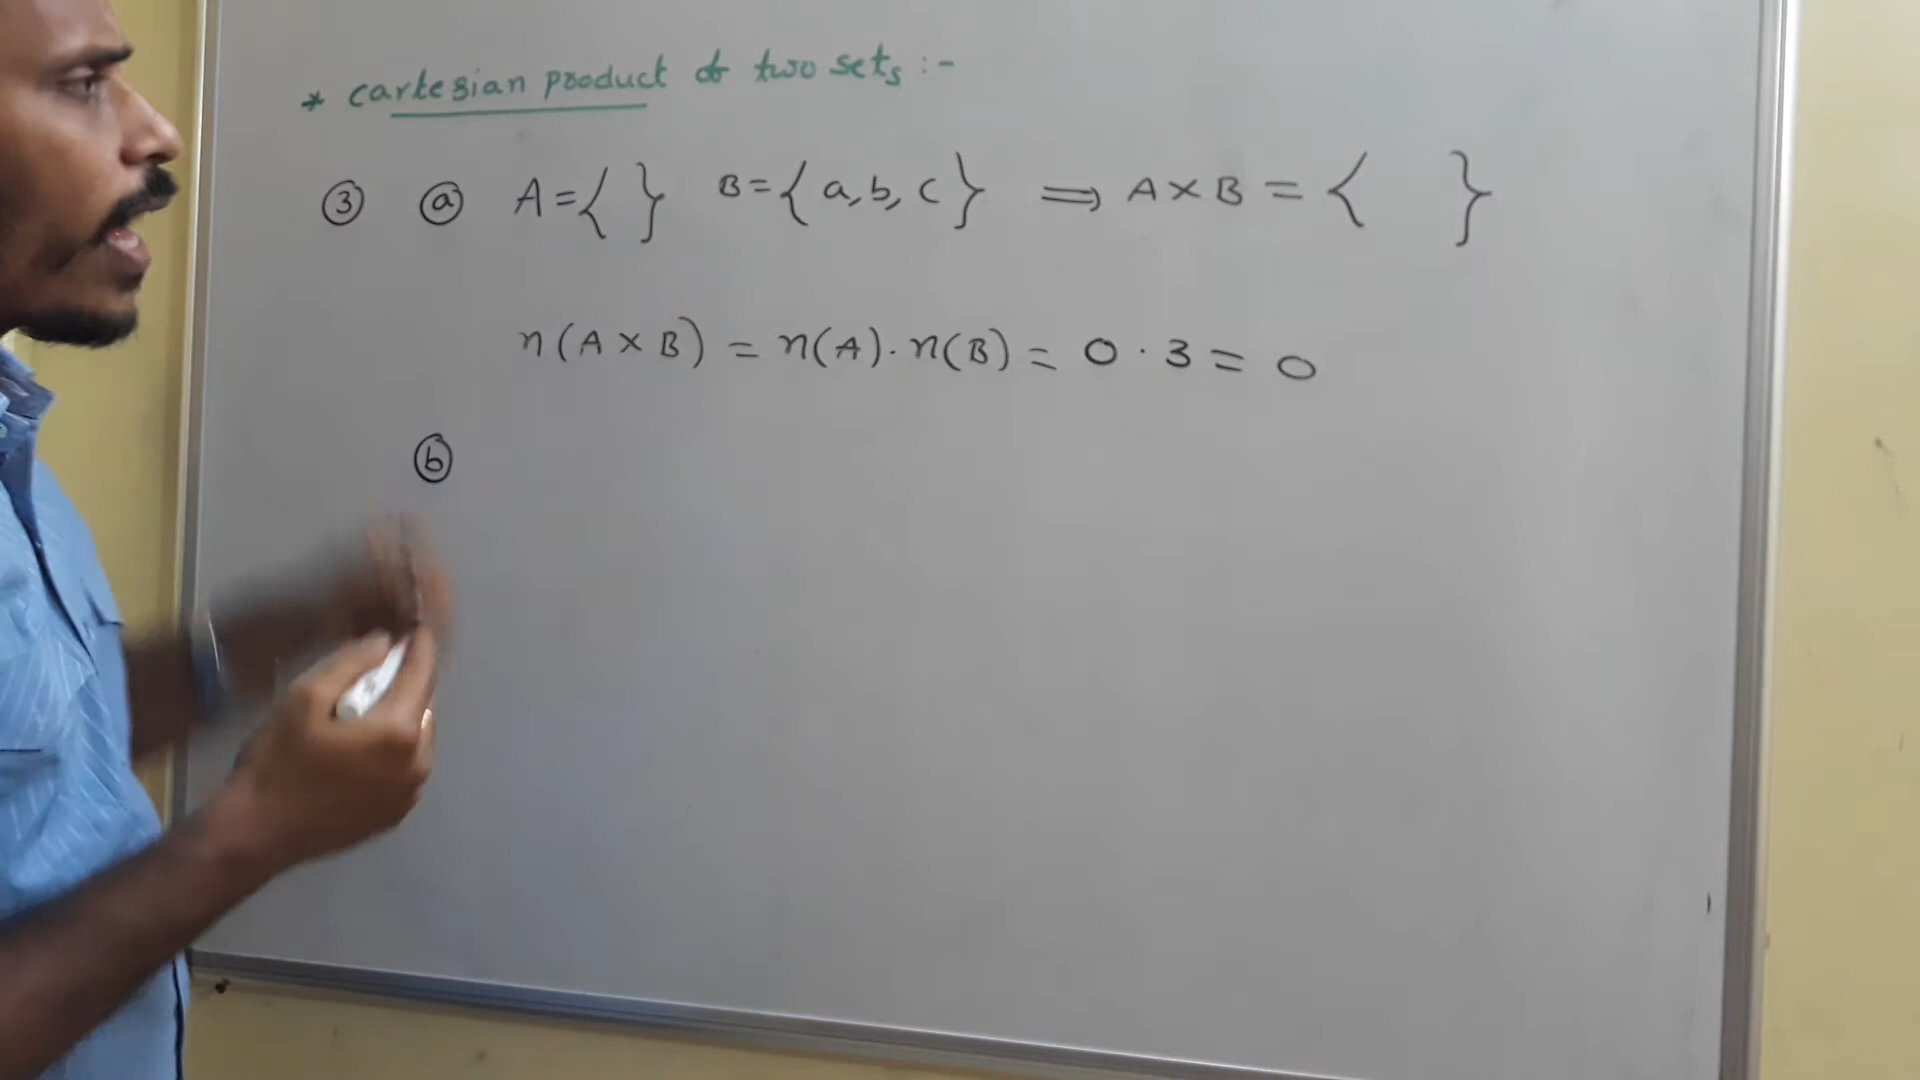 * cartesian product of two sets :-
③ ⓐ A={ } B={a,b,c} ⟹ A×B = { }
n(A×B) = n(A).n(B) = 0·3 = 0
ⓑ